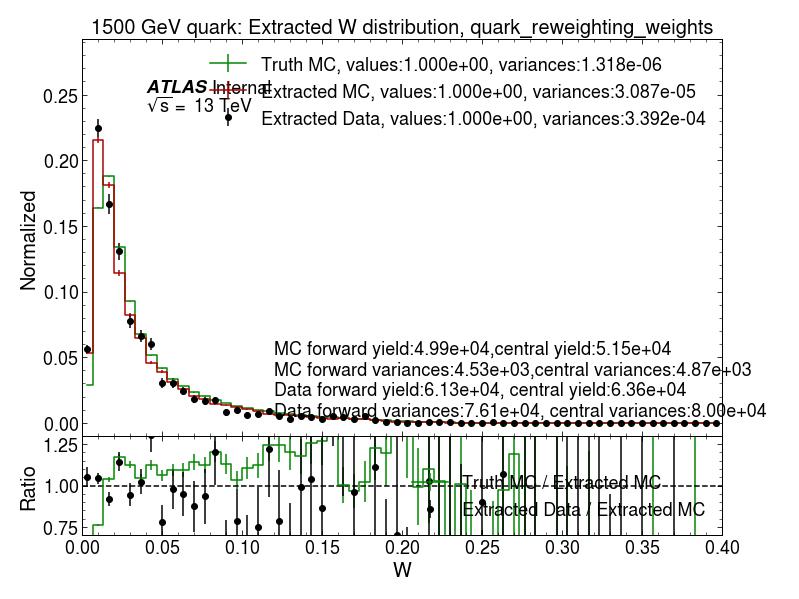 1500 GeV quark: Extracted W distribution, quark_reweighting_weights
Truth MC, values:1.000e+00, variances:1.318e-06
ATLAS Internal
Extracted MC, values:1.000e+00, variances:3.087e-05
√s = 13 TeV
Extracted Data, values:1.000e+00, variances:3.392e-04
Normalized
0.25
0.20
0.15
0.10
0.05
0.00
MC forward yield:4.99e+04,central yield:5.15e+04
MC forward variances:4.53e+03,central variances:4.87e+03
Data forward yield:6.13e+04, central yield:6.36e+04
Data forward variances:7.61e+04, central variances:8.00e+04
Ratio
1.25
1.00
0.75
Truth MC / Extracted MC
Extracted Data / Extracted MC
0.00 0.05 0.10 0.15 0.20 0.25 0.30 0.35 0.40
W